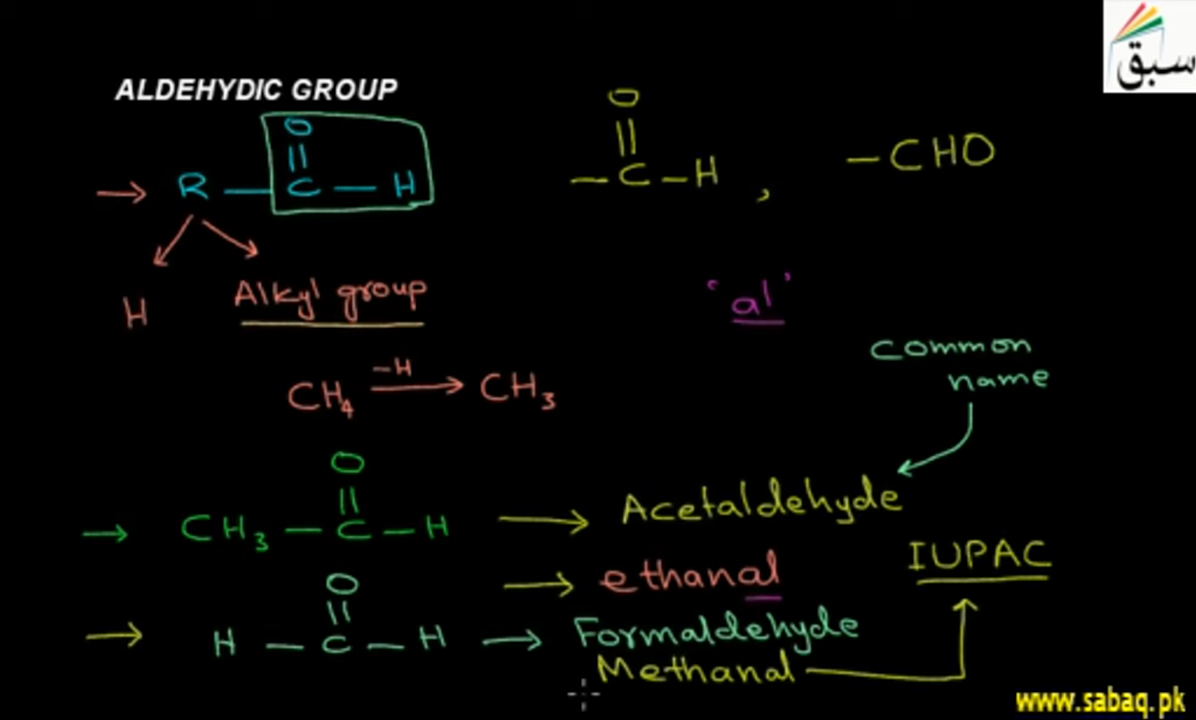 سبق
ALDEHYDIC GROUP
O
||
→ R — C — H
O
||
— C — H , — CHO
H Alkyl group
'al'
Common
name
CH₄ -H → CH₃
O
||
→ CH₃ — C — H → Acetaldehyde
→ ethanal
IUPAC
O
||
→ H — C — H → Formaldehyde
Methanal
www.sabaq.pk